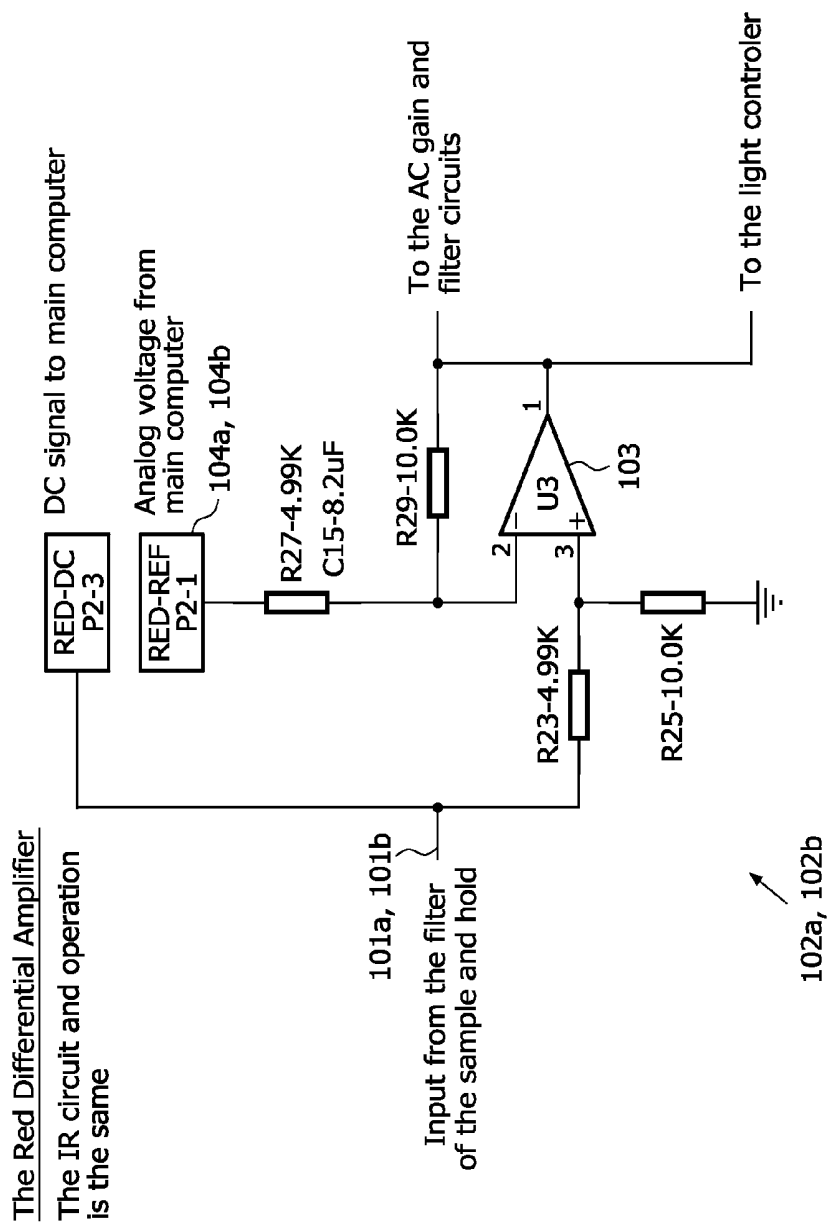 The Red Differential Amplifier
The IR circuit and operation
is the same
RED-DC
P2-3
DC signal to main computer
RED-REF
P2-1
Analog voltage from
main computer
104a, 104b
R27-4.99K
C15-8.2uF
R29-10.0K
To the AC gain and
filter circuits
101a, 101b
Input from the filter
of the sample and hold
2
−
U3
1
3
+
103
R23-4.99K
R25-10.0K
To the light controler
102a, 102b